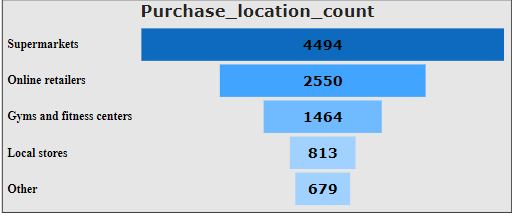 Purchase_location_count
Supermarkets 4494
Online retailers 2550
Gyms and fitness centers 1464
Local stores 813
Other 679